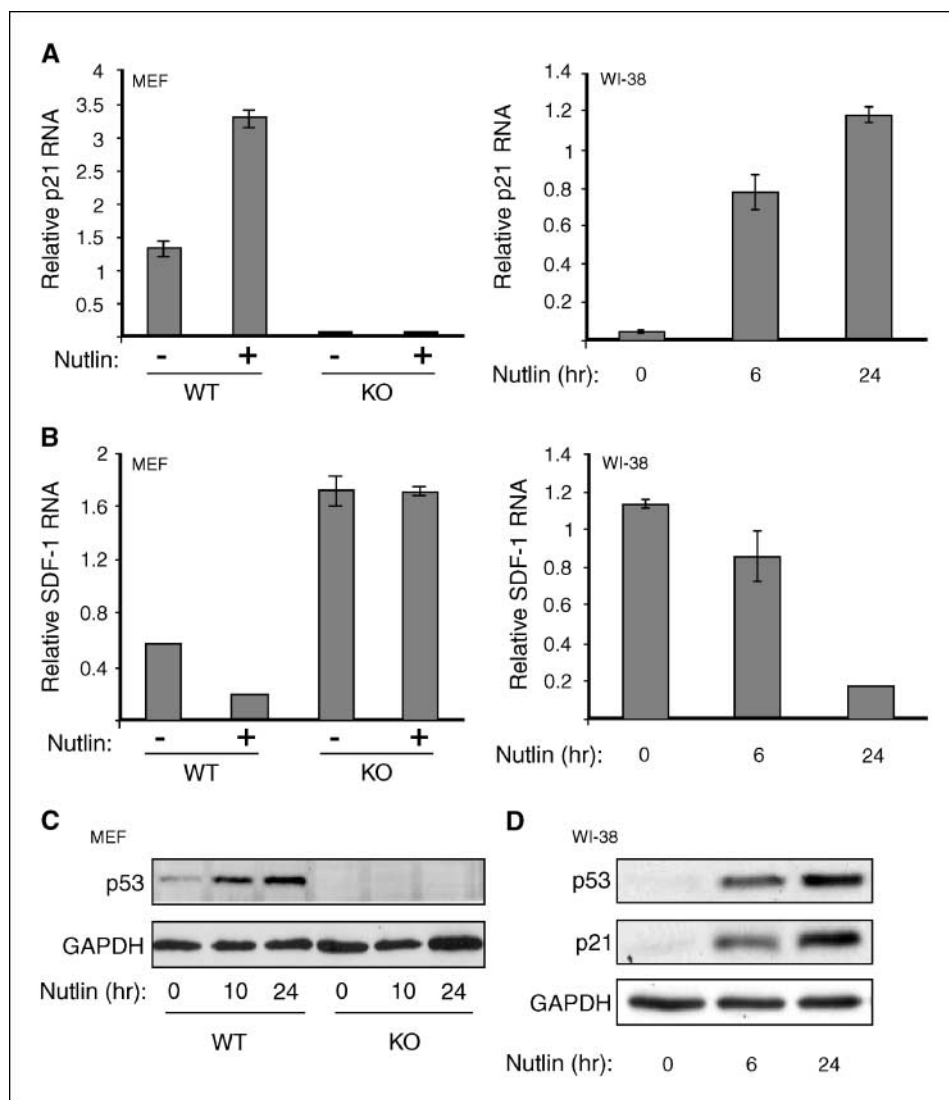 A
MEF
Relative p21 RNA
4
3.5
3
2.5
2
1.5
1
0.5
Nutlin: - + - +
WT KO
WI-38
Relative p21 RNA
1.4
1.2
1
0.8
0.6
0.4
0.2
Nutlin (hr): 0 6 24
B
MEF
Relative SDF-1 RNA
2
1.6
1.2
0.8
0.4
Nutlin: - + - +
WT KO
WI-38
Relative SDF-1 RNA
1.4
1.2
1
0.8
0.6
0.4
0.2
Nutlin (hr): 0 6 24
C
MEF
p53
GAPDH
Nutlin (hr): 0 10 24 0 10 24
WT KO
D
WI-38
p53
p21
GAPDH
Nutlin (hr): 0 6 24